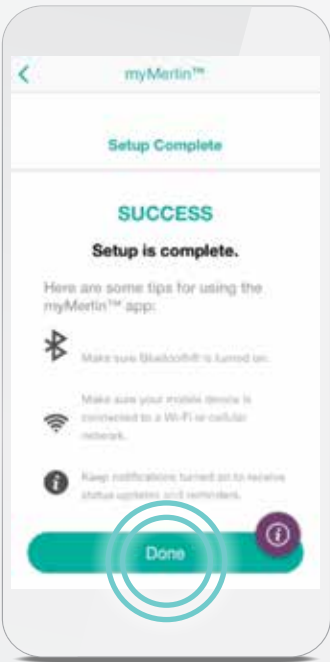 myMerlin™
Setup Complete
SUCCESS
Setup is complete.
Here are some tips for using the
myMerlin™ app:
Make sure Bluetooth® is turned on.
Make sure your mobile device is
connected to a Wi-Fi or cellular
network.
Keep notifications turned on to receive
status updates and reminders.
Done